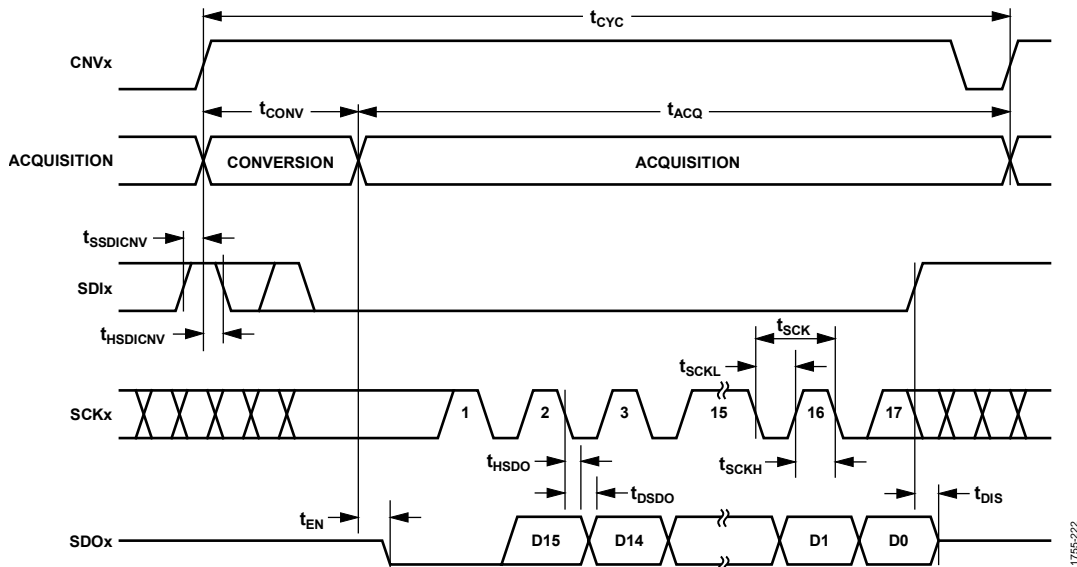 tCYC
CNVx
tCONV
tACQ
ACQUISITION
CONVERSION
ACQUISITION
tSSDICNV
SDIx
tHSDICNV
tSCK
tSCKL
SCKx
1
2
3
15
16
17
tHSDO
tSCKH
tDSDO
tDIS
tEN
SDOx
D15
D14
D1
D0
1755-222